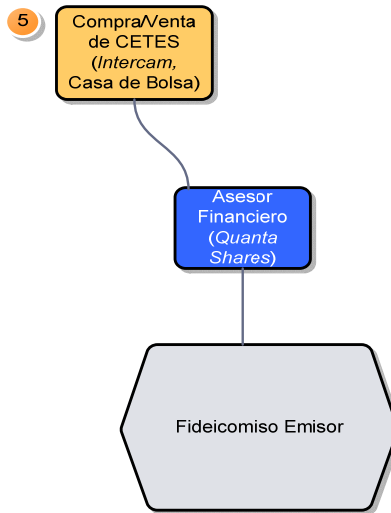 5
Compra/Venta
de CETES
(Intercam,
Casa de Bolsa)
Asesor
Financiero
(Quanta
Shares)
Fideicomiso Emisor